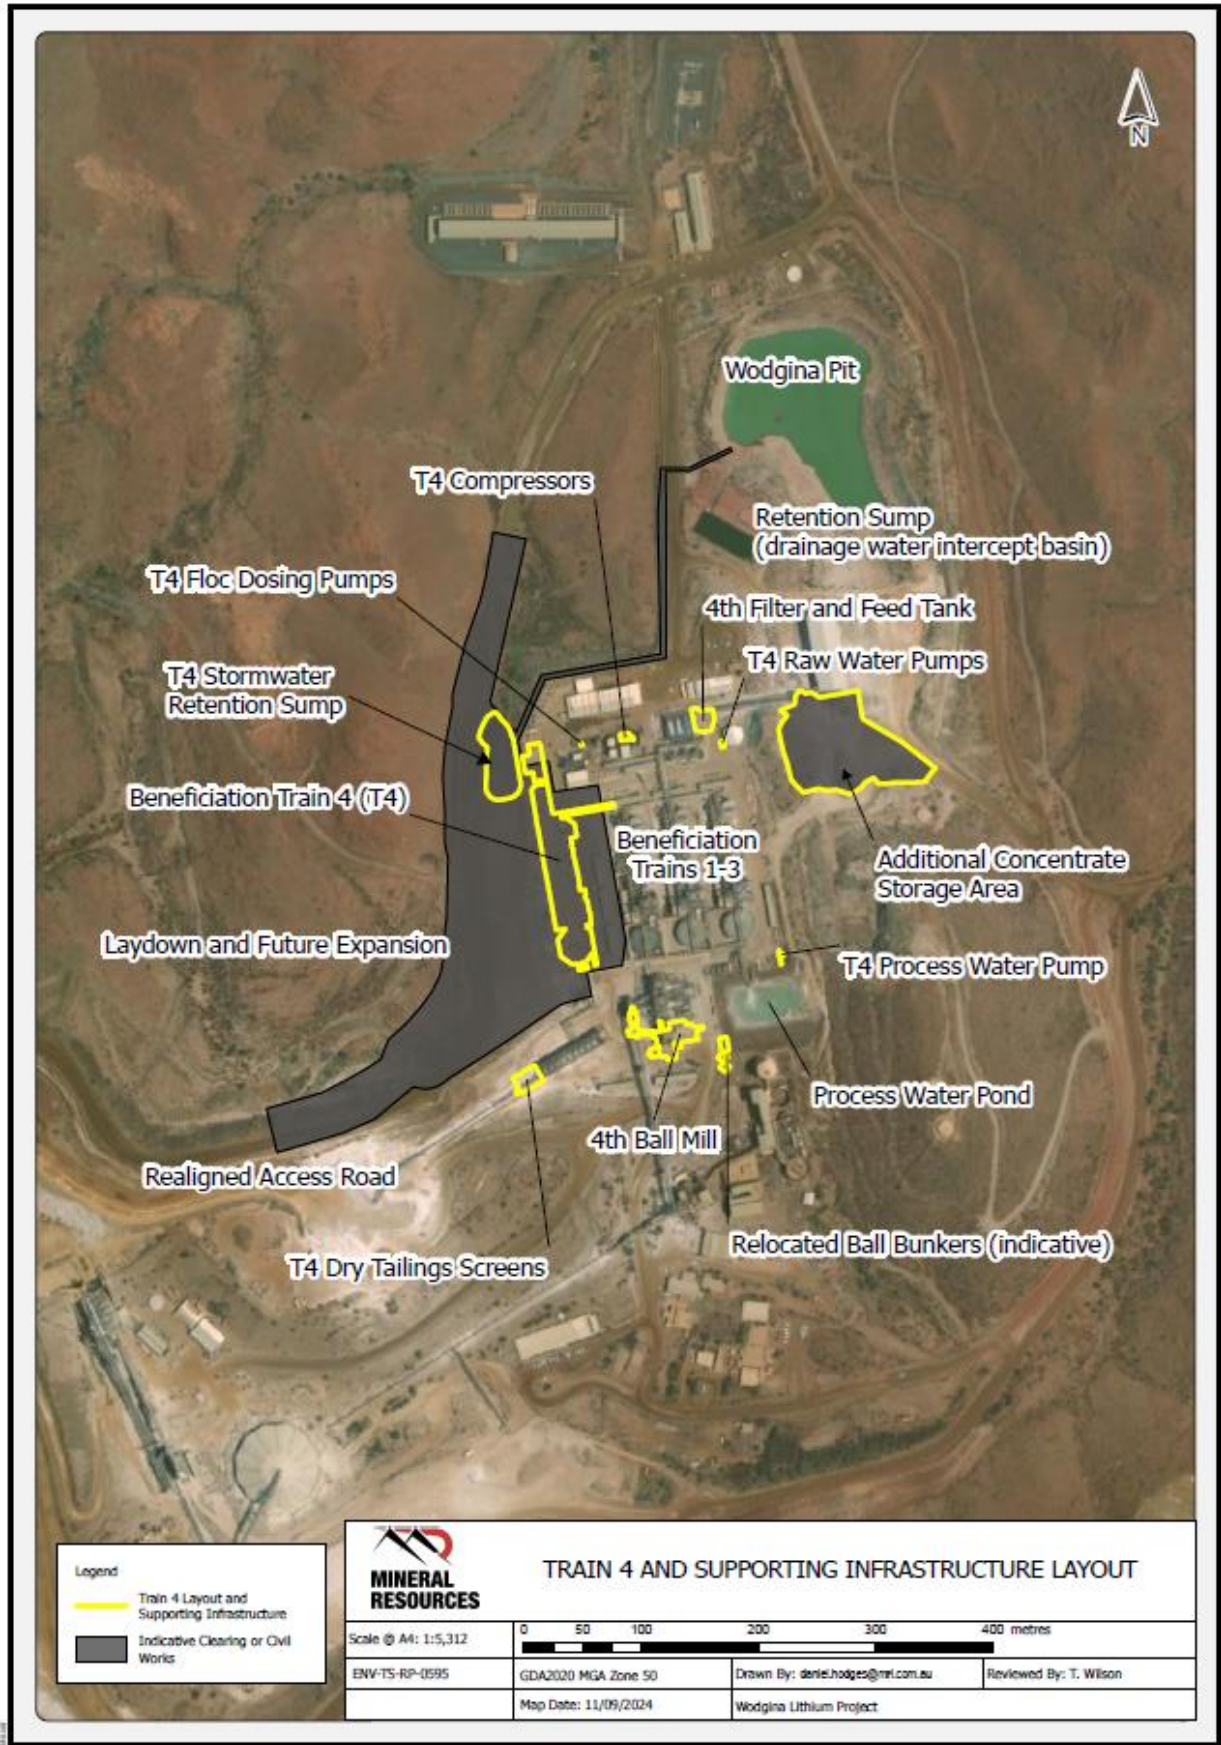 N
Wodgina Pit
T4 Compressors
Retention Sump
(drainage water intercept basin)
T4 Floc Dosing Pumps
4th Filter and Feed Tank
T4 Raw Water Pumps
T4 Stormwater
Retention Sump
Beneficiation Train 4 (T4)
Beneficiation
Trains 1-3
Additional Concentrate
Storage Area
Laydown and Future Expansion
T4 Process Water Pump
Process Water Pond
4th Ball Mill
Realigned Access Road
Relocated Ball Bunkers (indicative)
T4 Dry Tailings Screens
Legend
Train 4 Layout and
Supporting Infrastructure
Indicative Clearing or Civil
Works
MINERAL
RESOURCES
TRAIN 4 AND SUPPORTING INFRASTRUCTURE LAYOUT
Scale @ A4: 1:5,312
0 50 100 200 300 400 metres
ENV-TS-RP-0595
GDA2020 MGA Zone 50
Drawn By: daniel.hodges@mrl.com.au
Reviewed By: T. Wilson
Map Date: 11/09/2024
Wodgina Lithium Project